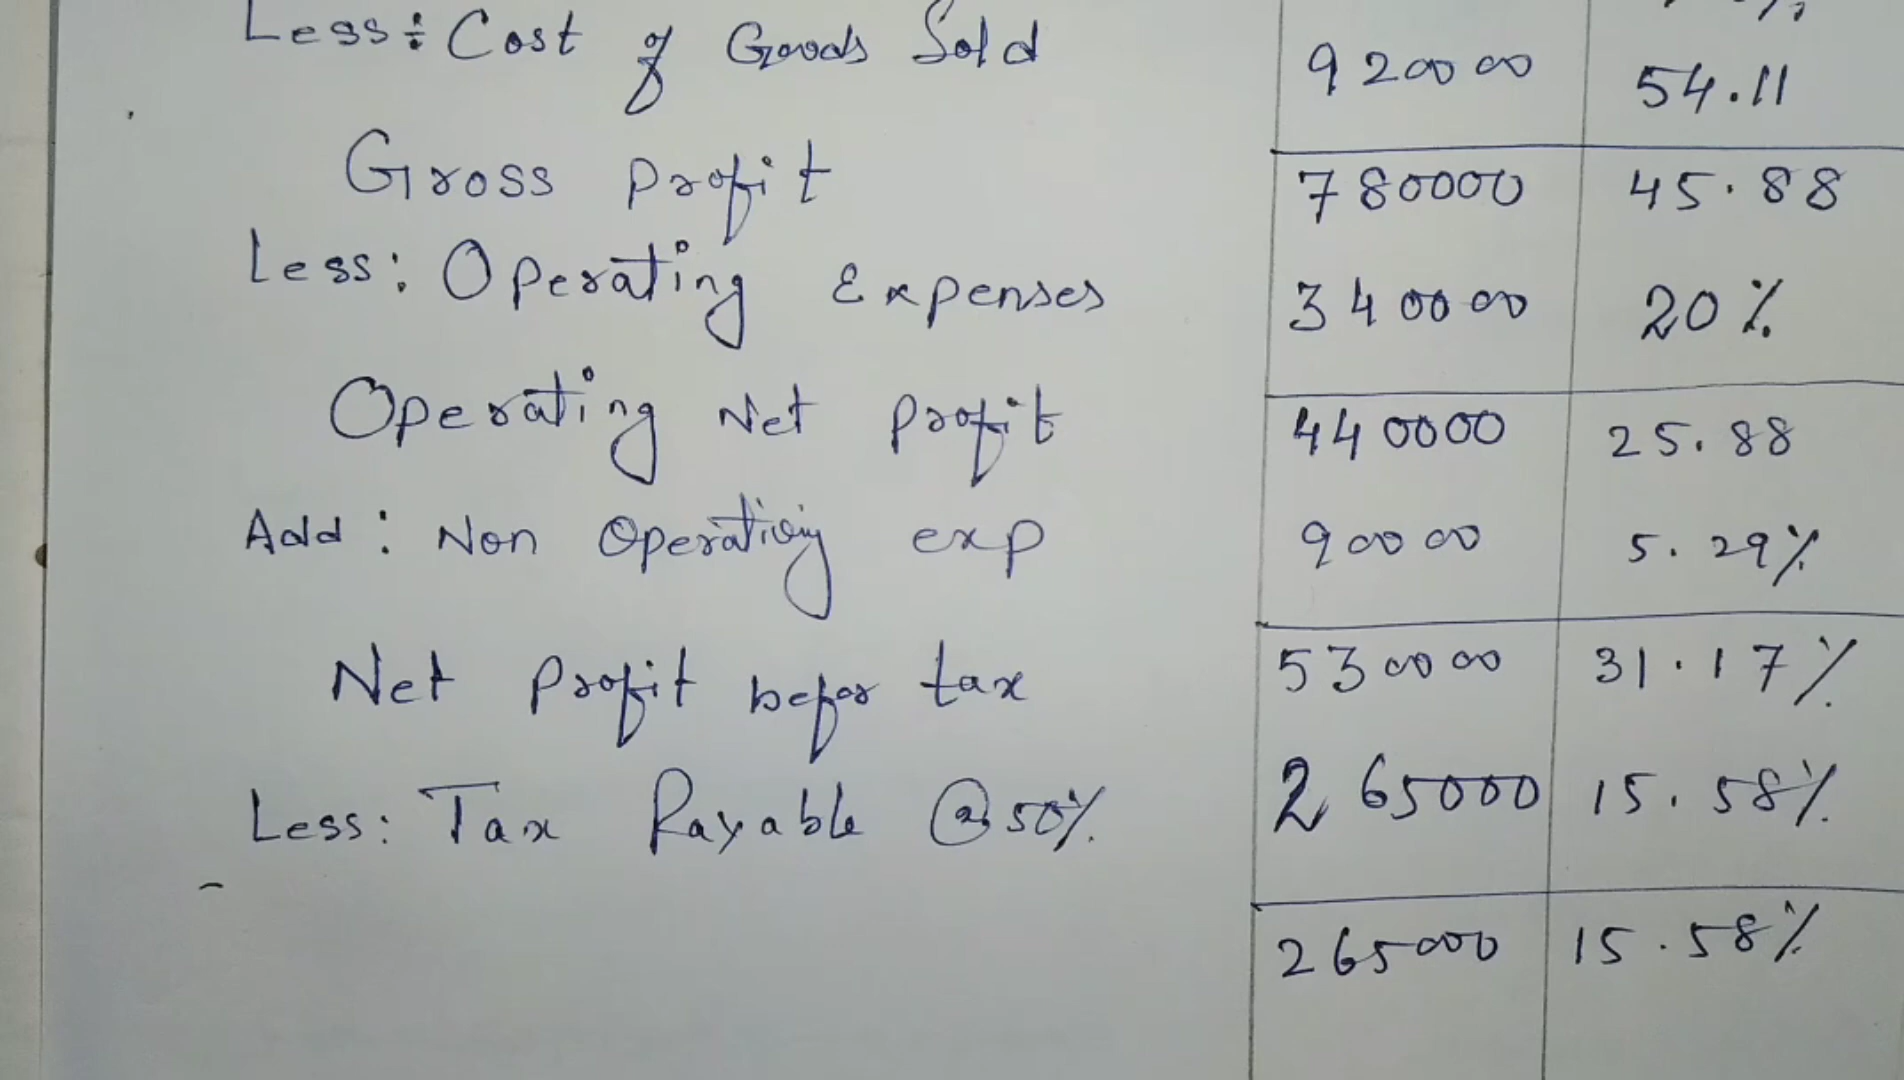 Less: Cost of Goods Sold 920000 54.11
Gross Profit 780000 45.88
Less: Operating Expenses 340000 20%
Operating Net Profit 440000 25.88
Add: Non Operating exp 90000 5.29%
Net Profit befor tax 530000 31.17%
Less: Tax Payable @50% 265000 15.58%
265000 15.58%